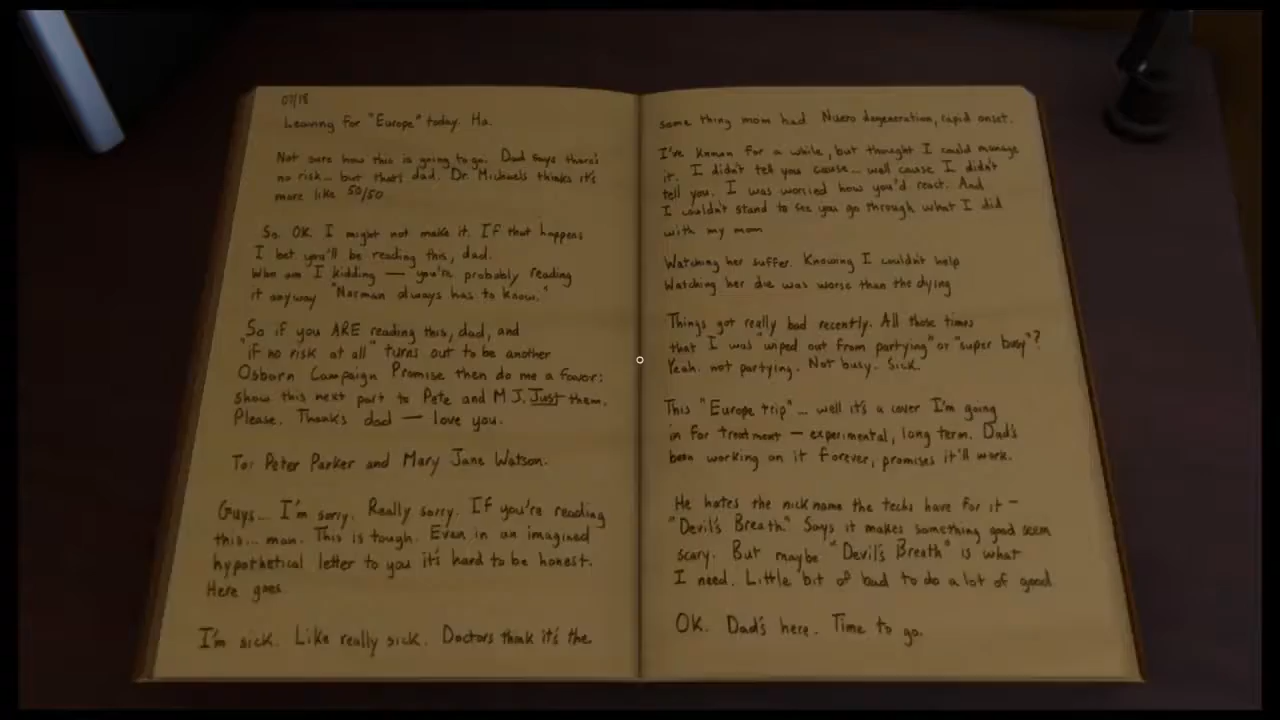 07/18
Leaving for "Europe" today. Ha.
Not sure how this is going to go. Dad says there's
no risk... but thats dad. Dr. Michaels thinks it's
more like 50/50
So. OK. I might not make it. If that happens
I bet you'll be reading this, dad.
Who am I kidding — you're probably reading
it anyway "Norman always has to know."
So if you ARE reading this, dad, and
"if no risk at all" turns out to be another
Osborn Campaign Promise then do me a favor:
show this next part to Pete and M.J. Just them.
Please. Thanks dad — love you.
To: Peter Parker and Mary Jane Watson.
Guys... I'm sorry. Really sorry. If you're reading
this... man. This is tough. Even in an imagined
hypothetical letter to you it's hard to be honest.
Here goes
I'm sick. Like really sick. Doctors think it's the
some thing mom had Nuero degeneration, rapid onset.
I've known for a while, but thought I could manage
it. I didn't tell you cause... well cause I didn't
tell you. I was worried how you'd react. And
I couldn't stand to see you go through what I did
with my mom
Watching her suffer. Knowing I couldn't help
Watching her die was worse than the dying
Things got really bad recently. All those times
that I was "wiped out from partying" or "super busy"?
Yeah. not partying. Not busy. Sick.
This "Europe trip"... well it's a cover I'm going
in for treatment — experimental, long term. Dad's
been working on it forever, promises it'll work.
He hates the nickname the techs have for it —
"Devil's Breath." Says it makes something good seem
scary. But maybe "Devil's Breath" is what
I need. Little bit of bad to do a lot of good
OK. Dad's here. Time to go.